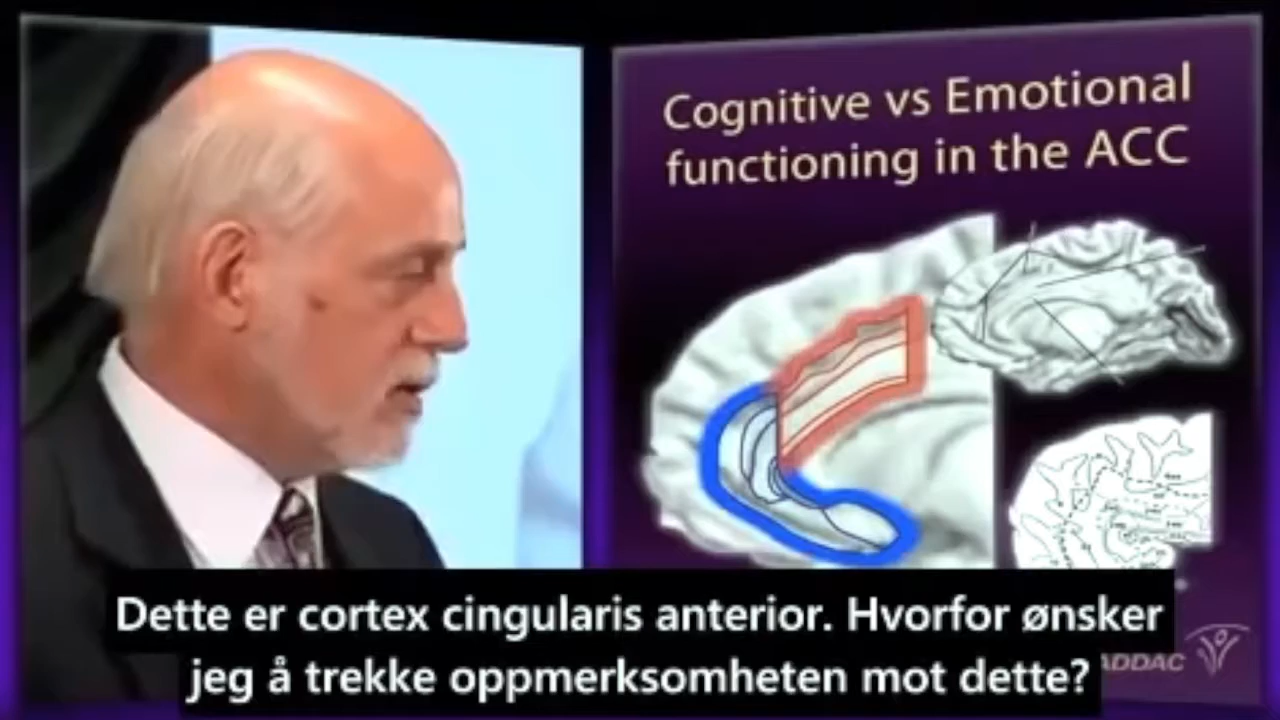 Cognitive vs Emotional
functioning in the ACC
Dette er cortex cingularis anterior. Hvorfor ønsker
jeg å trekke oppmerksomheten mot dette?
ADDAC